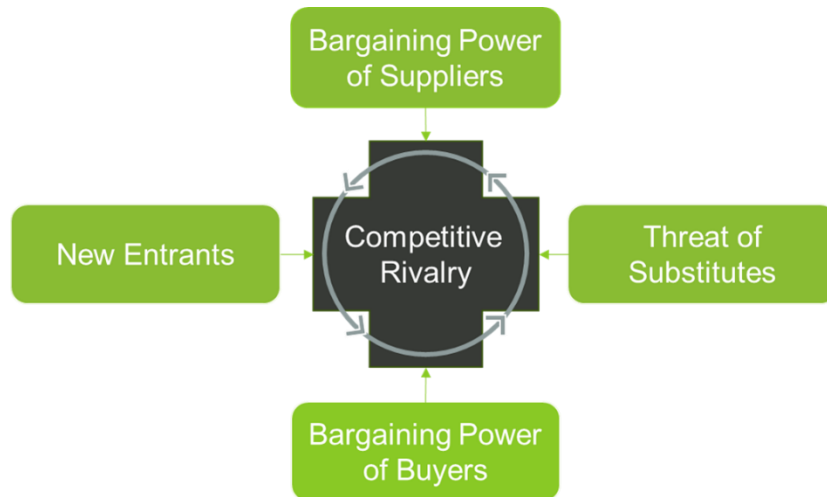 Bargaining Power
of Suppliers
New Entrants
Competitive
Rivalry
Threat of
Substitutes
Bargaining Power
of Buyers